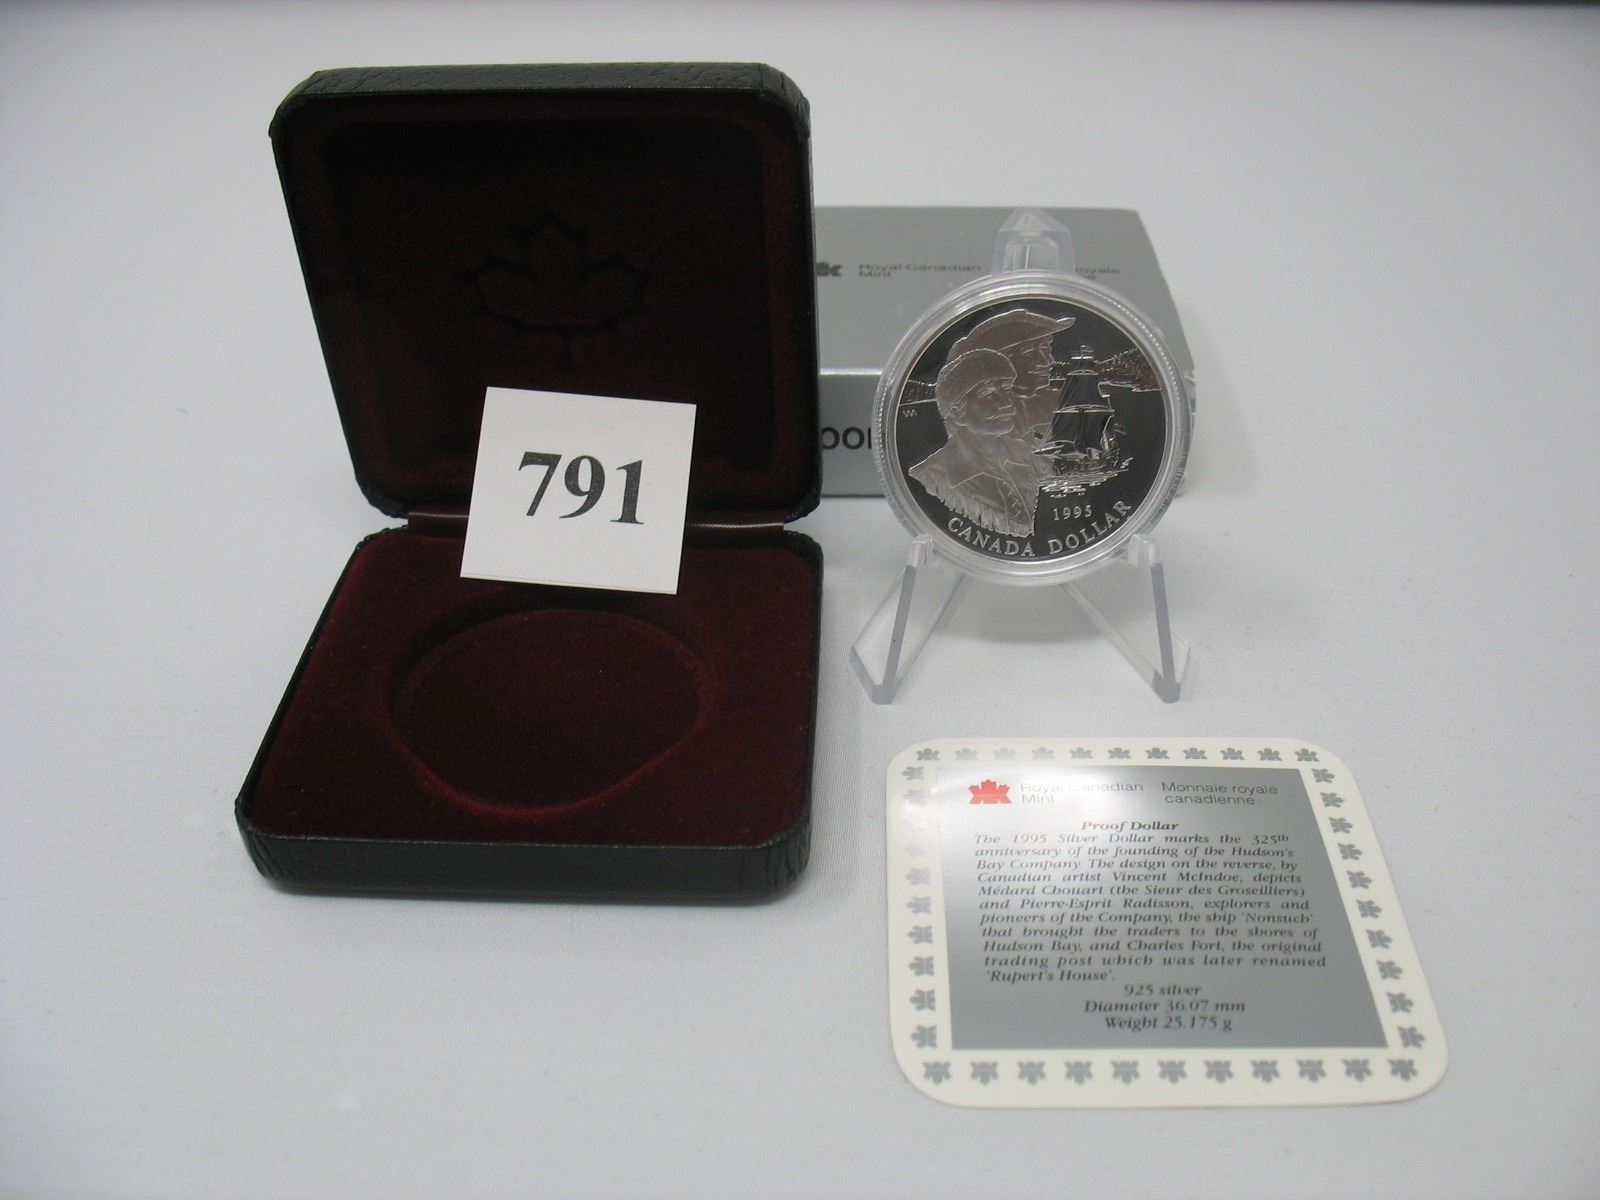 Royal Canadian
Mint
royale
791
1995
CANADA DOLLAR
Royal Canadian
Mint
Monnaie royale
canadienne
Proof Dollar
The 1995 Silver Dollar marks the 325th
anniversary of the founding of the Hudson's
Bay Company. The design on the reverse, by
Canadian artist Vincent McIndoe, depicts
Médard Chouart (the Sieur des Groseilliers)
and Pierre-Esprit Radisson, explorers and
pioneers of the Company, the ship 'Nonsuch'
that brought the traders to the shores of
Hudson Bay, and Charles Fort, the original
trading post which was later renamed
'Rupert's House'.
925 silver
Diameter 36.07 mm
Weight 25.175 g